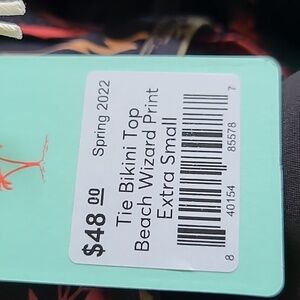 $48.00 Spring 2022
Tie Bikini Top
Beach Wizard Print
Extra Small
8 40154 85578 7